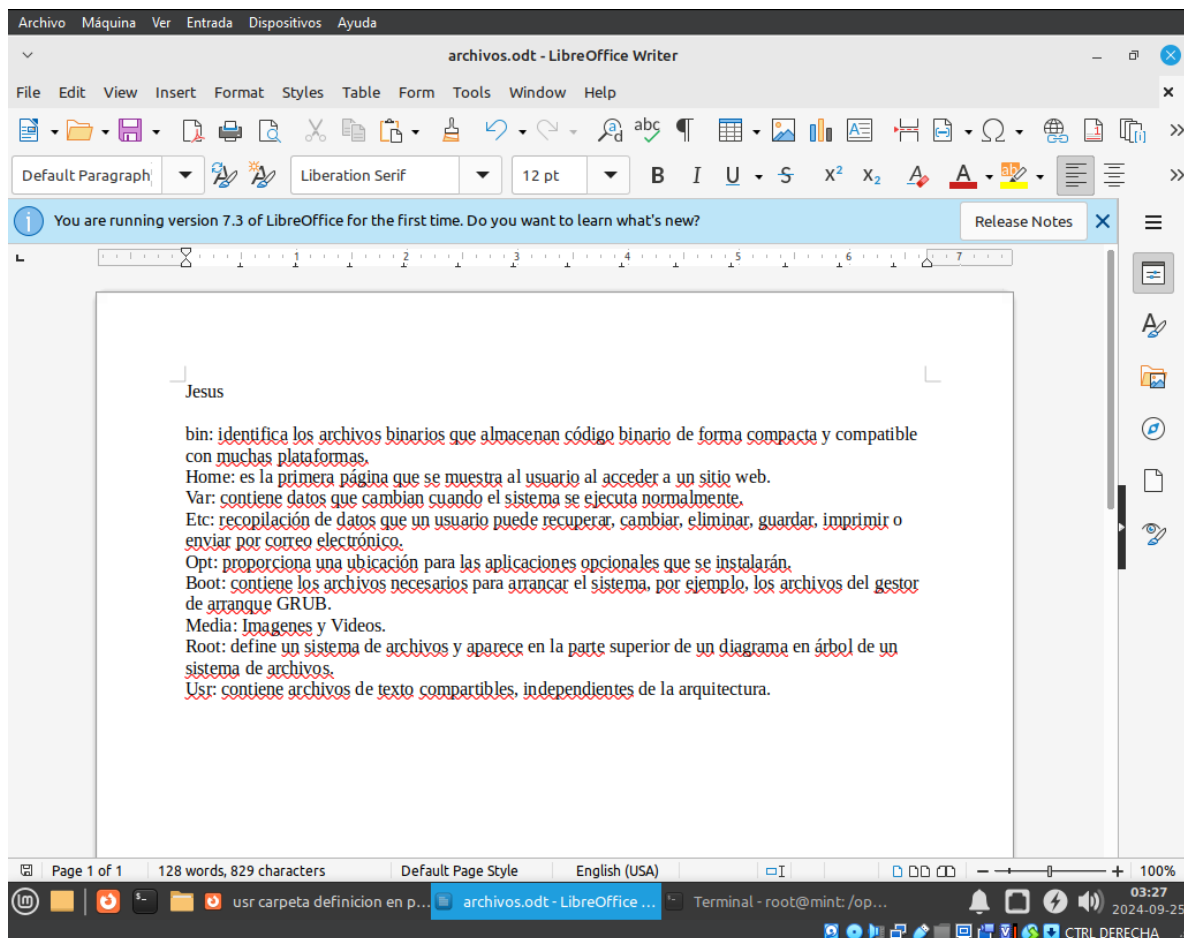 Archivo Máquina Ver Entrada Dispositivos Ayuda
archivos.odt - LibreOffice Writer
File Edit View Insert Format Styles Table Form Tools Window Help
Default Paragraph Liberation Serif 12 pt
You are running version 7.3 of LibreOffice for the first time. Do you want to learn what's new? Release Notes
1 2 3 4 5 6 7
Jesus
bin: identifica los archivos binarios que almacenan código binario de forma compacta y compatible
con muchas plataformas.
Home: es la primera página que se muestra al usuario al acceder a un sitio web.
Var: contiene datos que cambian cuando el sistema se ejecuta normalmente.
Etc: recopilación de datos que un usuario puede recuperar, cambiar, eliminar, guardar, imprimir o
enviar por correo electrónico.
Opt: proporciona una ubicación para las aplicaciones opcionales que se instalarán.
Boot: contiene los archivos necesarios para arrancar el sistema, por ejemplo, los archivos del gestor
de arranque GRUB.
Media: Imagenes y Videos.
Root: define un sistema de archivos y aparece en la parte superior de un diagrama en árbol de un
sistema de archivos.
Usr: contiene archivos de texto compartibles, independientes de la arquitectura.
Page 1 of 1 128 words, 829 characters Default Page Style English (USA) 100%
usr carpeta definicion en p... archivos.odt - LibreOffice ... Terminal - root@mint: /op... 03:27
2024-09-25
CTRL DERECHA